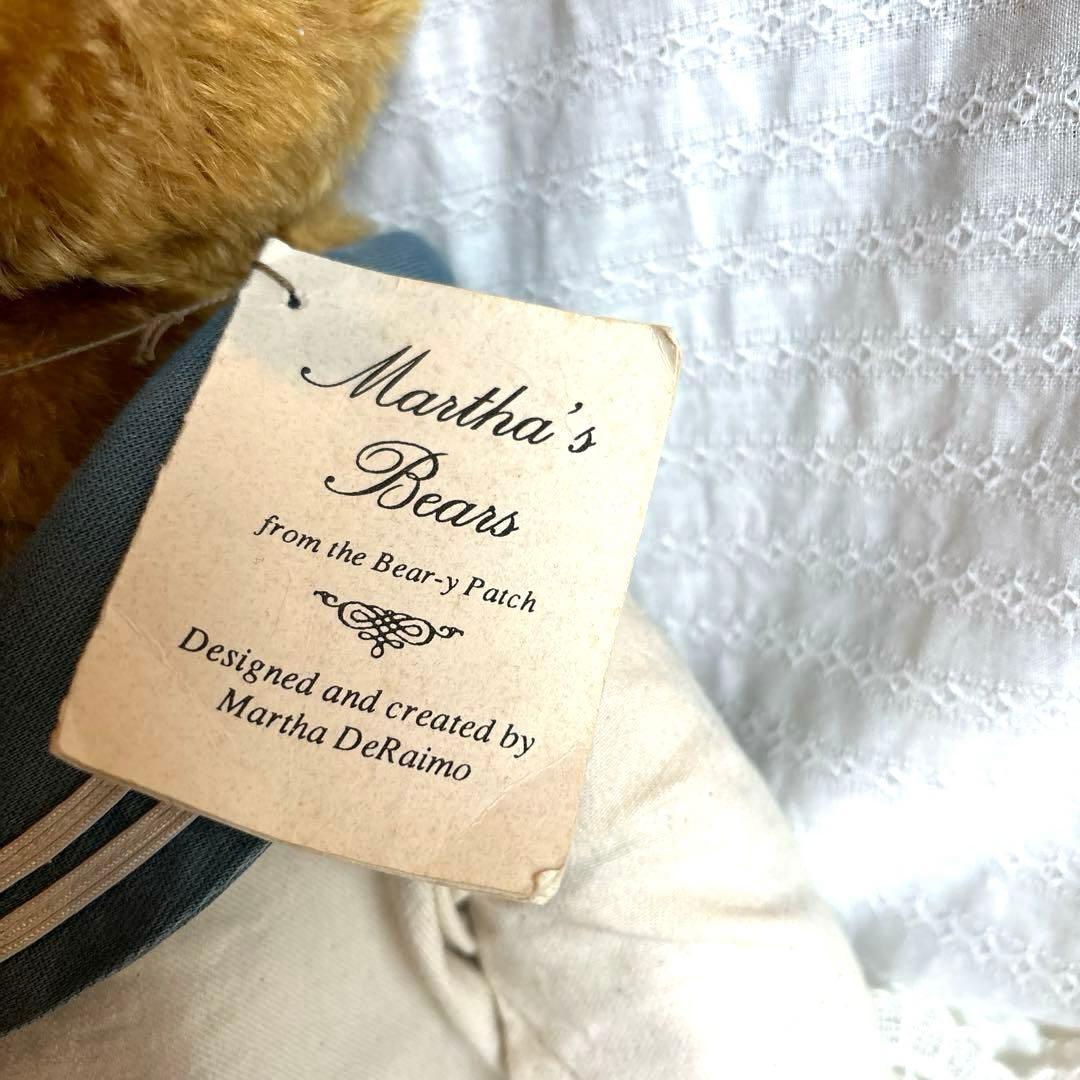 Martha's
Bears
from the Bear-y Patch
Designed and created by
Martha DeRaimo